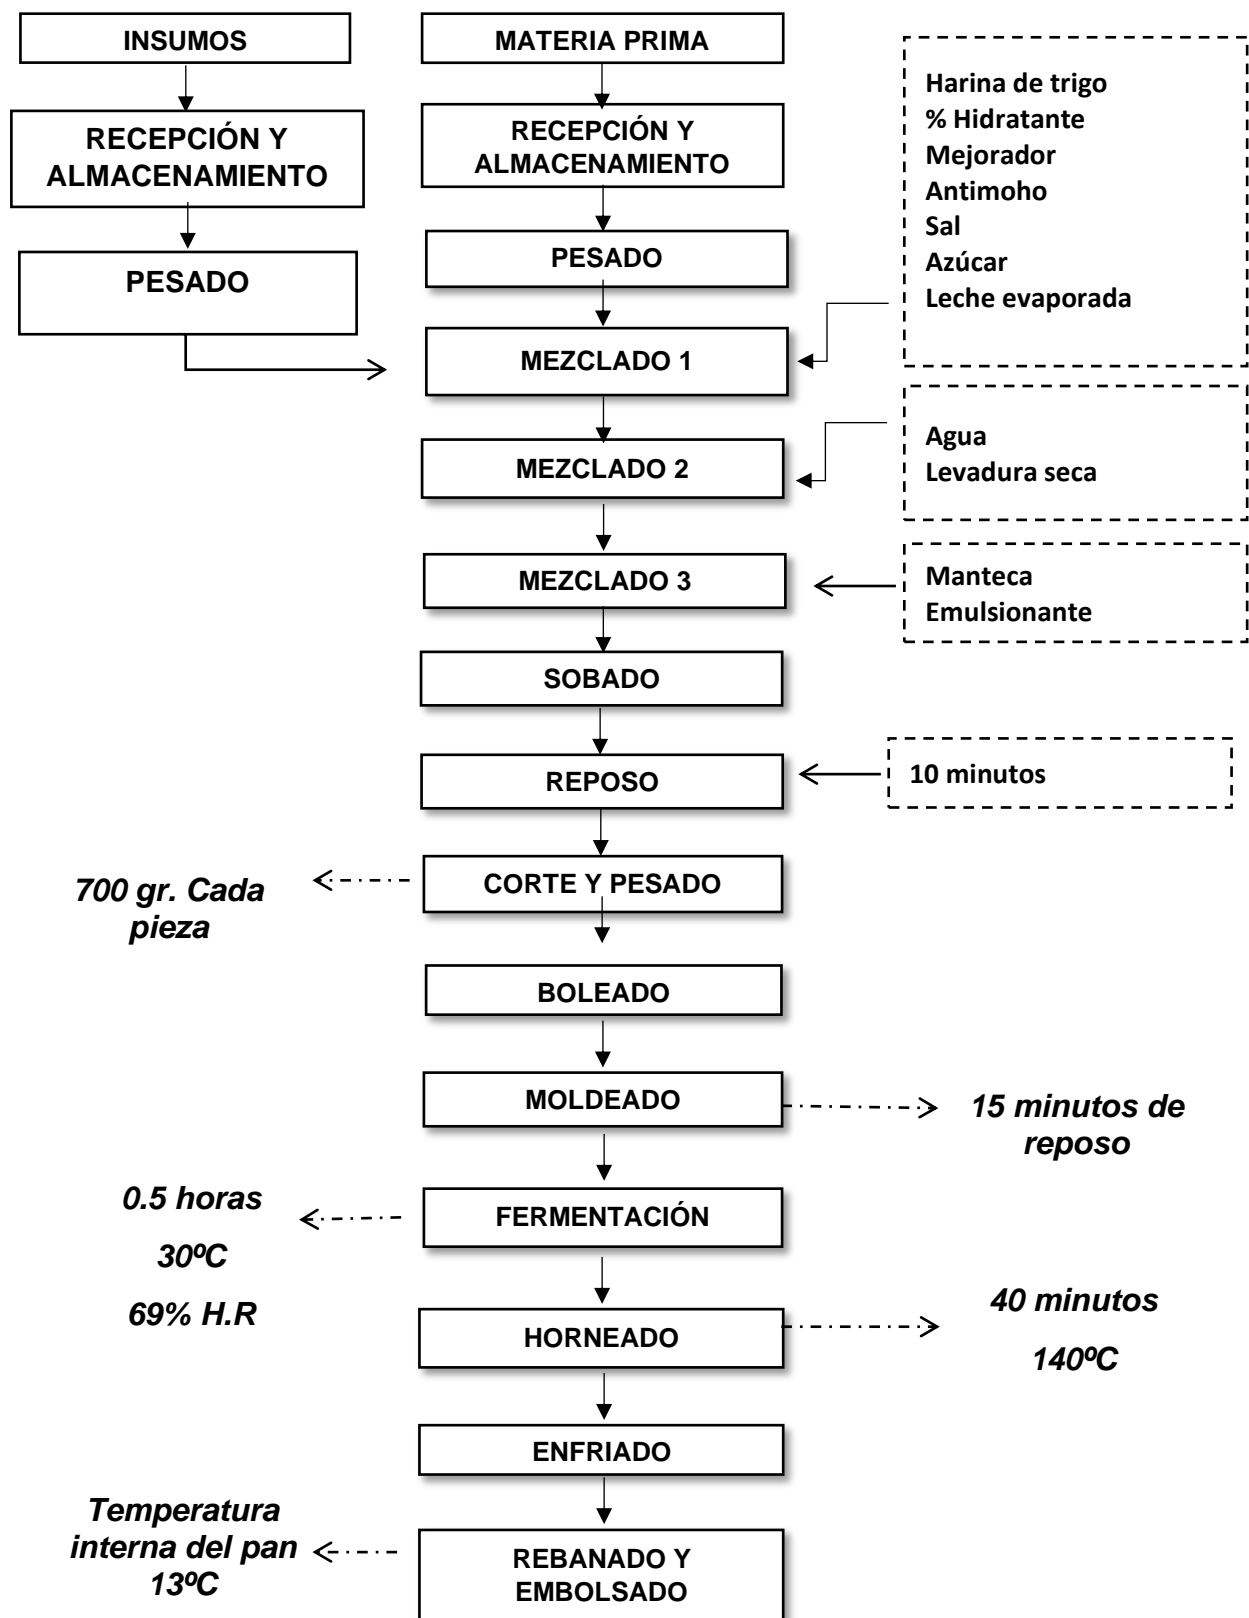 INSUMOS
MATERIA PRIMA
RECEPCIÓN Y
ALMACENAMIENTO
RECEPCIÓN Y
ALMACENAMIENTO
PESADO
PESADO
Harina de trigo
% Hidratante
Mejorador
Antimoho
Sal
Azúcar
Leche evaporada
MEZCLADO 1
MEZCLADO 2
Agua
Levadura seca
MEZCLADO 3
Manteca
Emulsionante
SOBADO
REPOSO
10 minutos
CORTE Y PESADO
700 gr. Cada
pieza
BOLEADO
MOLDEADO
15 minutos de
reposo
FERMENTACIÓN
0.5 horas
30ºC
69% H.R
HORNEADO
40 minutos
140ºC
ENFRIADO
REBANADO Y
EMBOLSADO
Temperatura
interna del pan
13ºC